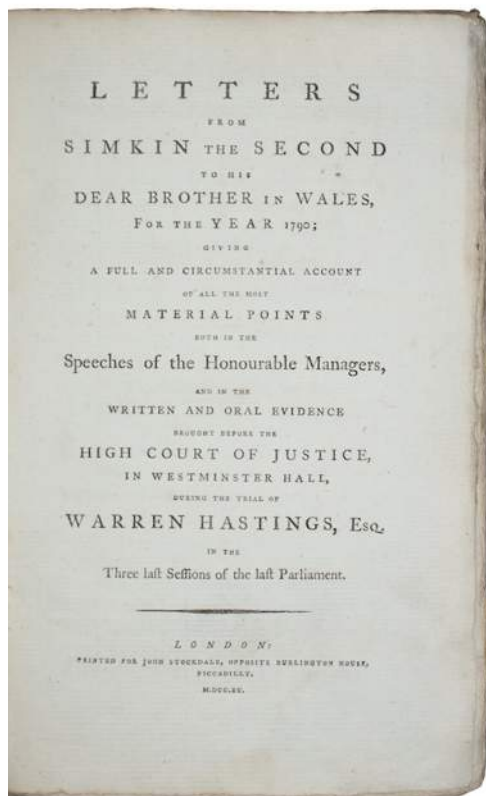 LETTERS
FROM
SIMKIN THE SECOND
TO HIS
DEAR BROTHER IN WALES,
FOR THE YEAR 1790;
GIVING
A FULL AND CIRCUMSTANTIAL ACCOUNT
OF ALL THE MOST
MATERIAL POINTS
BOTH IN THE
Speeches of the Honourable Managers,
AND IN THE
WRITTEN AND ORAL EVIDENCE
BROUGHT BEFORE THE
HIGH COURT OF JUSTICE,
IN WESTMINSTER HALL,
DURING THE TRIAL OF
WARREN HASTINGS, ESQ.
IN THE
Three laſt Seſſions of the laſt Parliament.
LONDON:
PRINTED FOR JOHN STOCKDALE, OPPOSITE BURLINGTON HOUSE,
PICCADILLY.
M.DCC.XC.